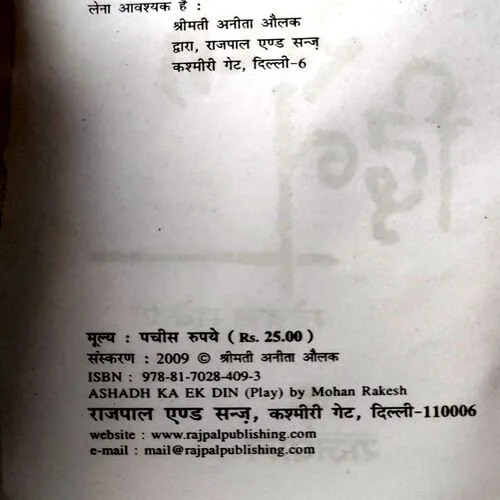 लेना आवश्यक है :
श्रीमती अनीता औलक
द्वारा, राजपाल एण्ड सन्ज़
कश्मीरी गेट, दिल्ली-6
मूल्य : पचीस रुपये ( Rs. 25.00 )
संस्करण : 2009 © श्रीमती अनीता औलक
ISBN : 978-81-7028-409-3
ASHADH KA EK DIN (Play) by Mohan Rakesh
राजपाल एण्ड सन्ज़, कश्मीरी गेट, दिल्ली-110006
website : www.rajpalpublishing.com
e-mail : mail@rajpalpublishing.com